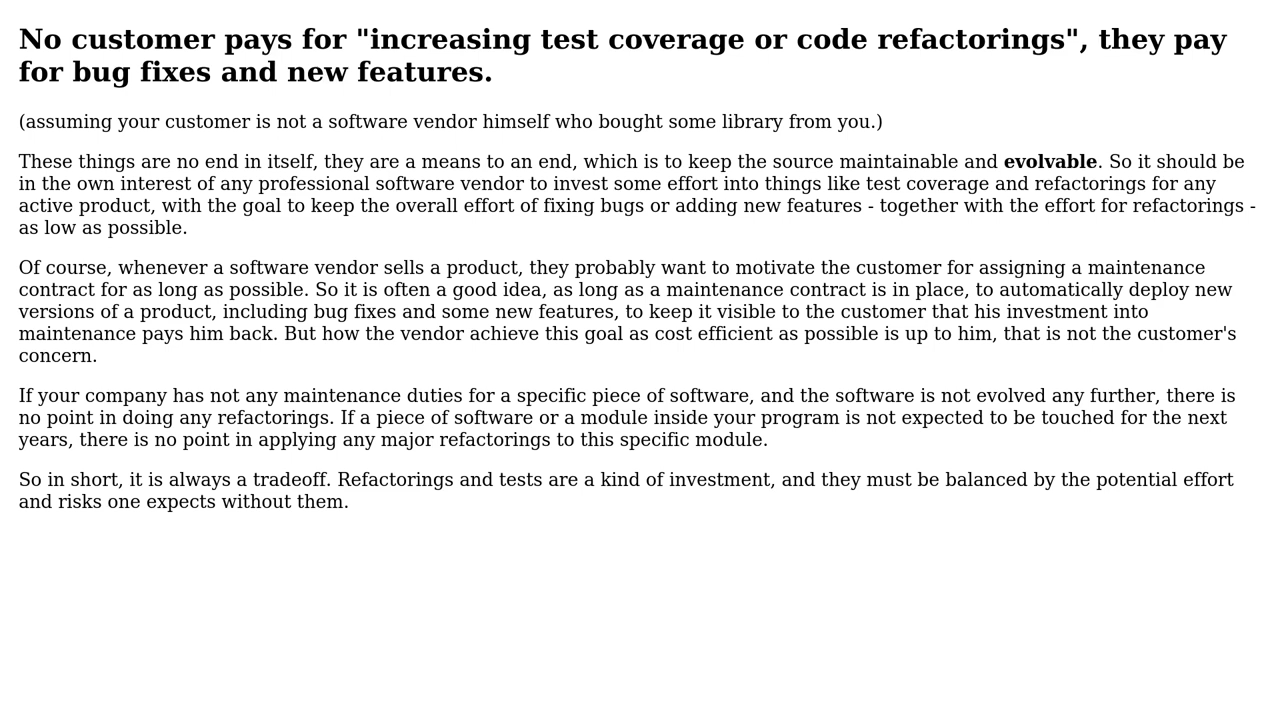 No customer pays for "increasing test coverage or code refactorings", they pay
for bug fixes and new features.
(assuming your customer is not a software vendor himself who bought some library from you.)
These things are no end in itself, they are a means to an end, which is to keep the source maintainable and evolvable. So it should be
in the own interest of any professional software vendor to invest some effort into things like test coverage and refactorings for any
active product, with the goal to keep the overall effort of fixing bugs or adding new features - together with the effort for refactorings -
as low as possible.
Of course, whenever a software vendor sells a product, they probably want to motivate the customer for assigning a maintenance
contract for as long as possible. So it is often a good idea, as long as a maintenance contract is in place, to automatically deploy new
versions of a product, including bug fixes and some new features, to keep it visible to the customer that his investment into
maintenance pays him back. But how the vendor achieve this goal as cost efficient as possible is up to him, that is not the customer's
concern.
If your company has not any maintenance duties for a specific piece of software, and the software is not evolved any further, there is
no point in doing any refactorings. If a piece of software or a module inside your program is not expected to be touched for the next
years, there is no point in applying any major refactorings to this specific module.
So in short, it is always a tradeoff. Refactorings and tests are a kind of investment, and they must be balanced by the potential effort
and risks one expects without them.